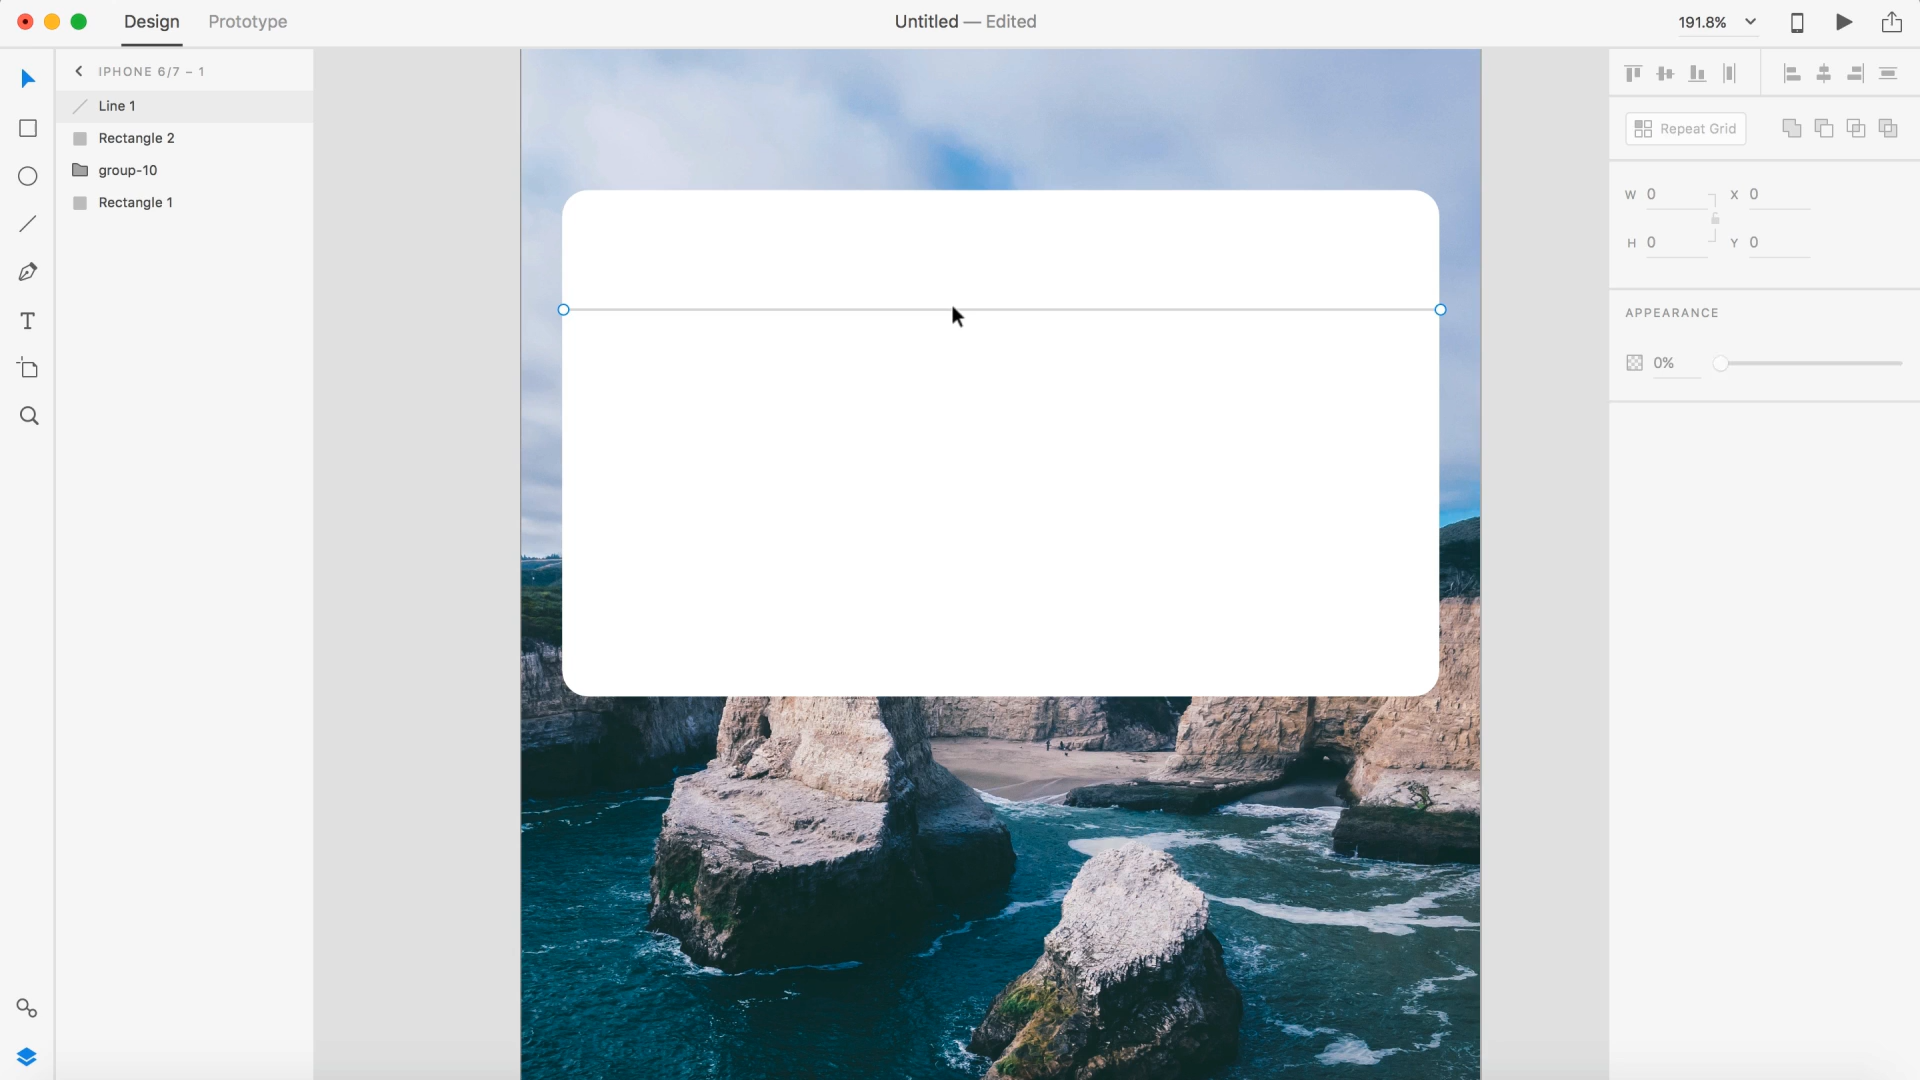 Design Prototype Untitled — Edited 191.8%
IPHONE 6/7 – 1
Line 1
Rectangle 2
group-10
Rectangle 1
Repeat Grid
W 0 X 0
H 0 Y 0
APPEARANCE
0%
T